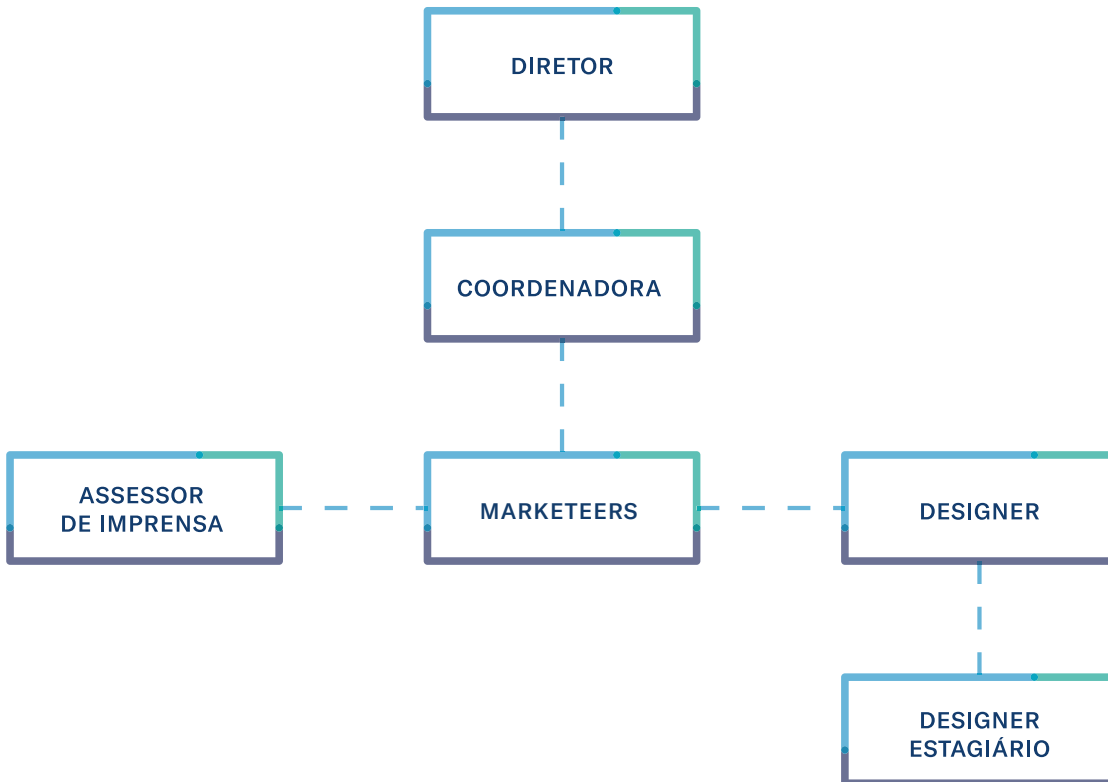 DIRETOR
COORDENADORA
ASSESSOR
DE IMPRENSA
MARKETEERS
DESIGNER
DESIGNER
ESTAGIÁRIO